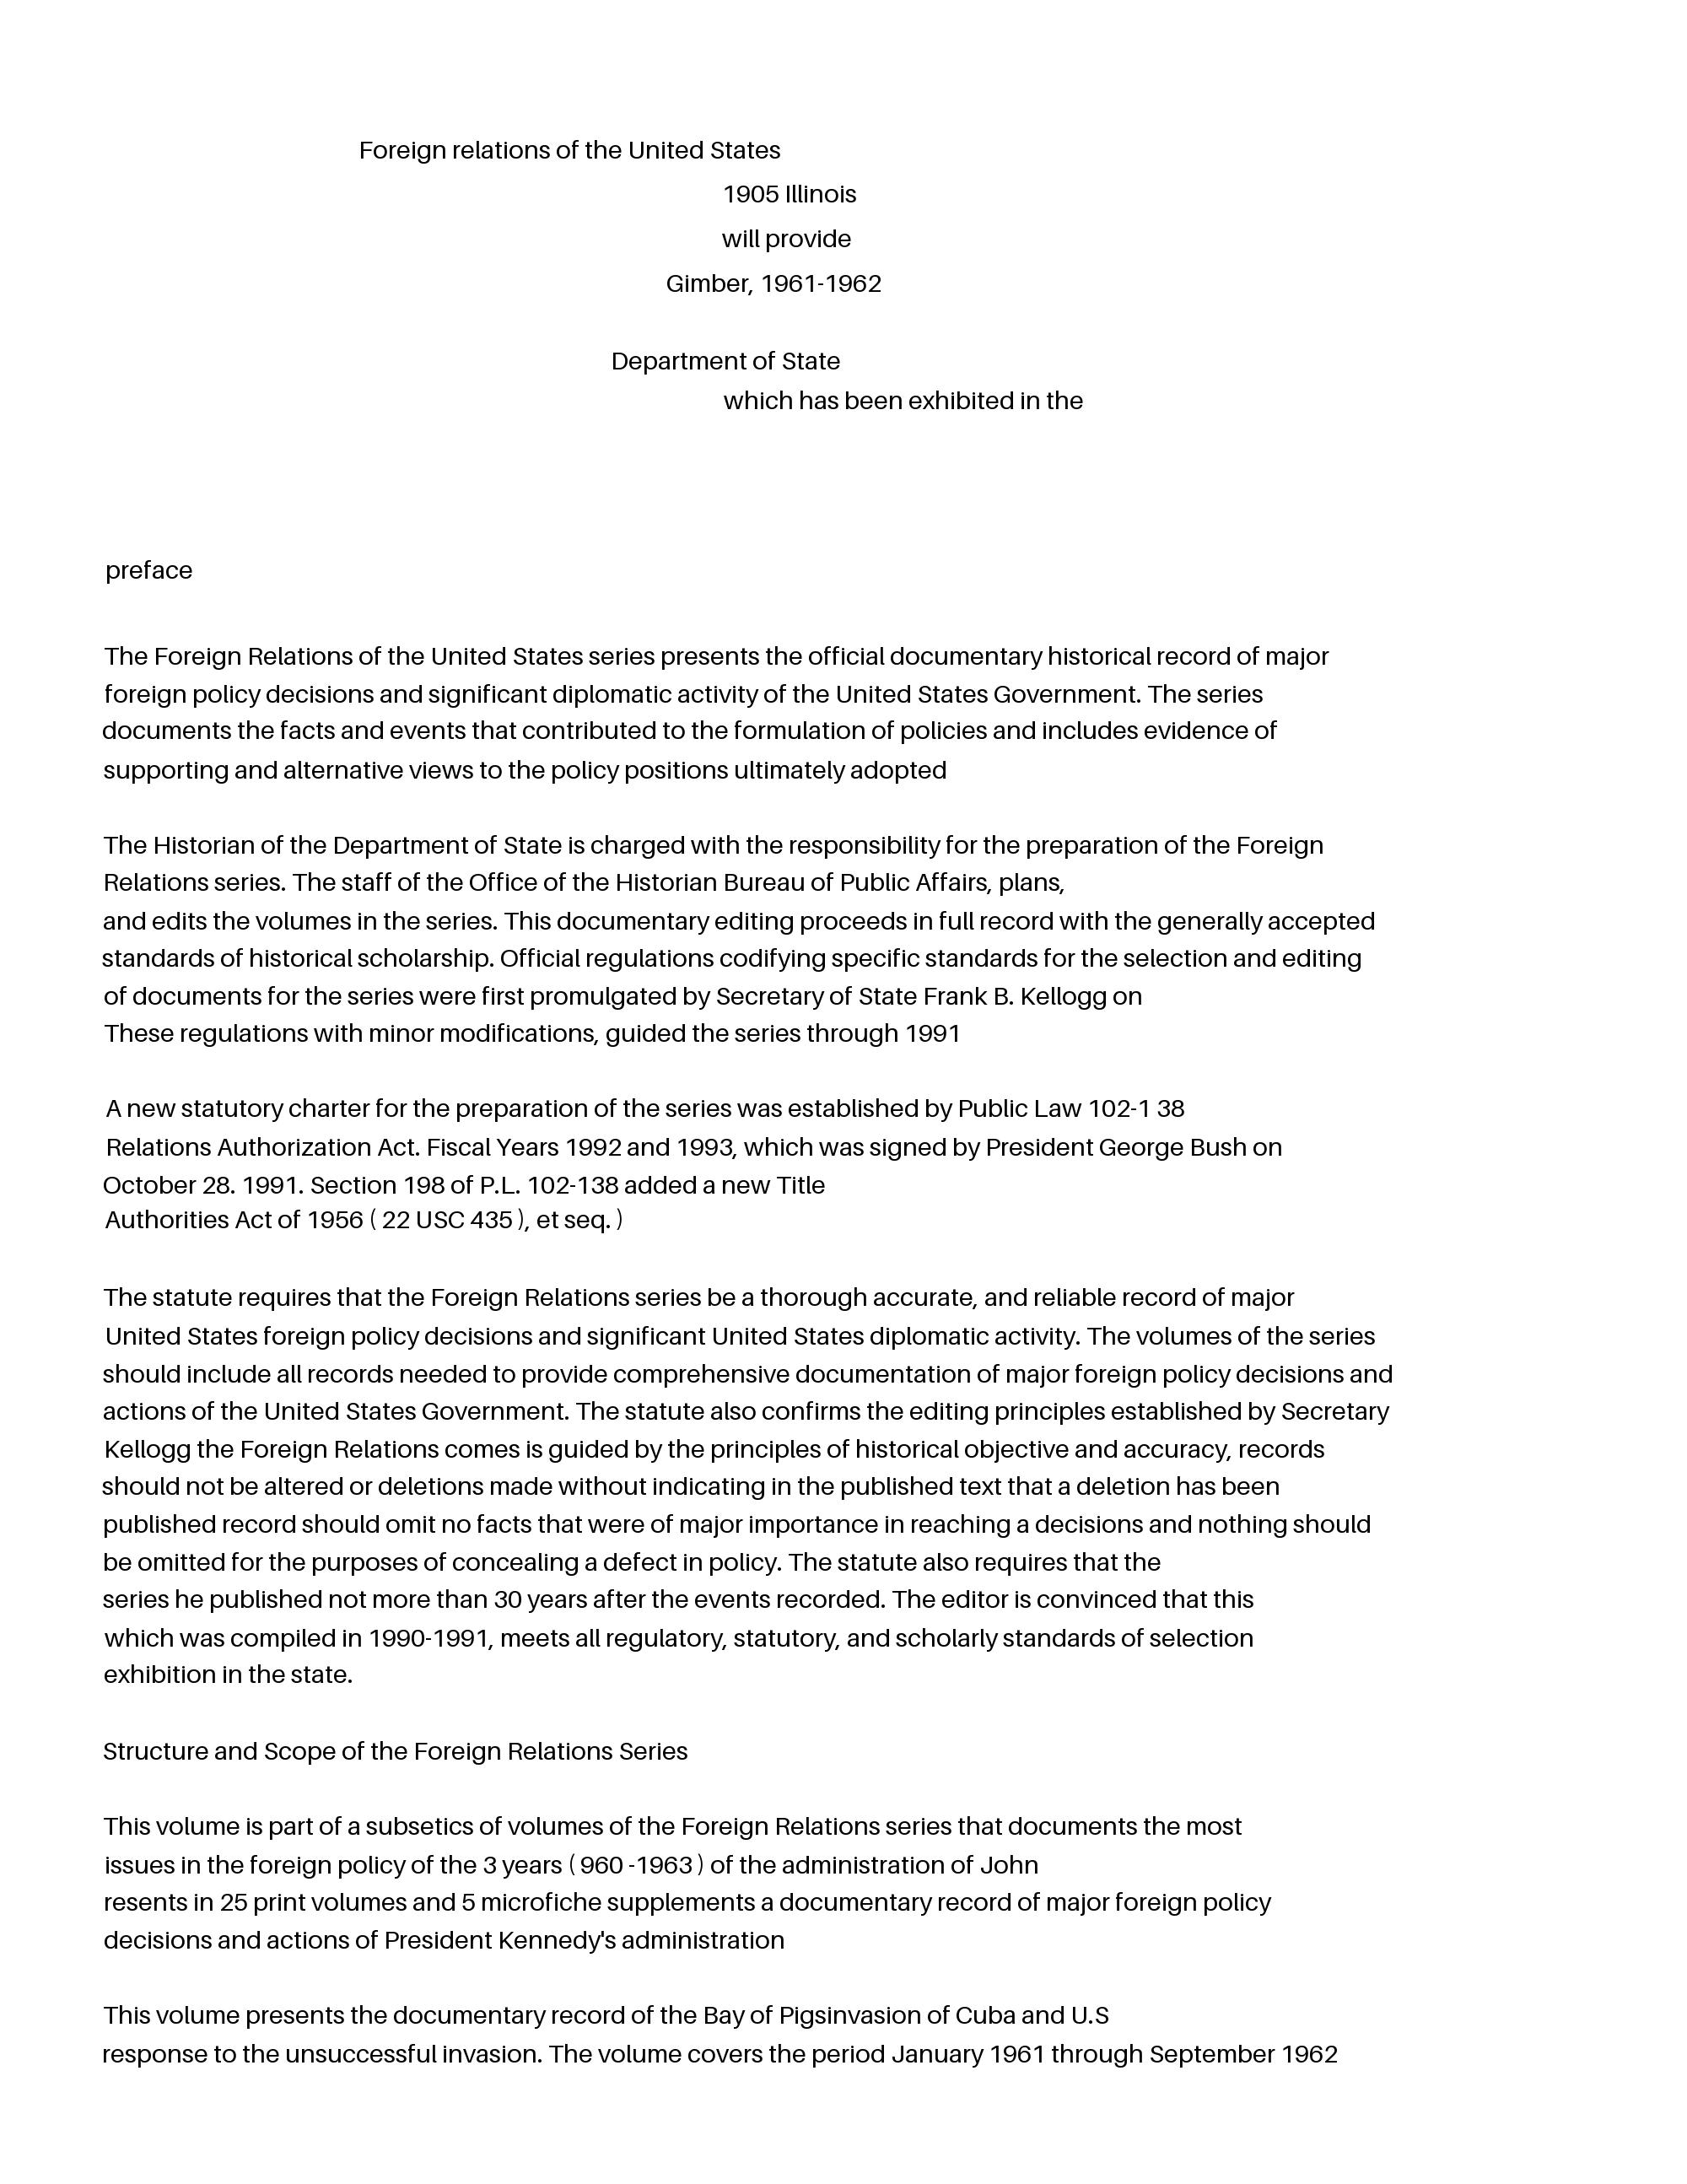 Foreign relations of the United States
1905 Illinois
will provide
Gimber, 1961-1962
Department of State
which has been exhibited in the
preface
The Foreign Relations of the United States series presents the official documentary historical record of major
foreign policy decisions and significant diplomatic activity of the United States Government. The series
documents the facts and events that contributed to the formulation of policies and includes evidence of
supporting and alternative views to the policy positions ultimately adopted
The Historian of the Department of State is charged with the responsibility for the preparation of the Foreign
Relations series. The staff of the Office of the Historian Bureau of Public Affairs, plans,
and edits the volumes in the series. This documentary editing proceeds in full record with the generally accepted
standards of historical scholarship. Official regulations codifying specific standards for the selection and editing
of documents for the series were first promulgated by Secretary of State Frank B. Kellogg on
These regulations with minor modifications, guided the series through 1991
A new statutory charter for the preparation of the series was established by Public Law 102-1 38
Relations Authorization Act. Fiscal Years 1992 and 1993, which was signed by President George Bush on
October 28. 1991. Section 198 of P.L. 102-138 added a new Title
Authorities Act of 1956 ( 22 USC 435 ), et seq. )
The statute requires that the Foreign Relations series be a thorough accurate, and reliable record of major
United States foreign policy decisions and significant United States diplomatic activity. The volumes of the series
should include all records needed to provide comprehensive documentation of major foreign policy decisions and
actions of the United States Government. The statute also confirms the editing principles established by Secretary
Kellogg the Foreign Relations comes is guided by the principles of historical objective and accuracy, records
should not be altered or deletions made without indicating in the published text that a deletion has been
published record should omit no facts that were of major importance in reaching a decisions and nothing should
be omitted for the purposes of concealing a defect in policy. The statute also requires that the
series he published not more than 30 years after the events recorded. The editor is convinced that this
which was compiled in 1990-1991, meets all regulatory, statutory, and scholarly standards of selection
exhibition in the state.
Structure and Scope of the Foreign Relations Series
This volume is part of a subsetics of volumes of the Foreign Relations series that documents the most
issues in the foreign policy of the 3 years ( 960 -1963 ) of the administration of John
resents in 25 print volumes and 5 microfiche supplements a documentary record of major foreign policy
decisions and actions of President Kennedy's administration
This volume presents the documentary record of the Bay of Pigsinvasion of Cuba and U.S
response to the unsuccessful invasion. The volume covers the period January 1961 through September 1962